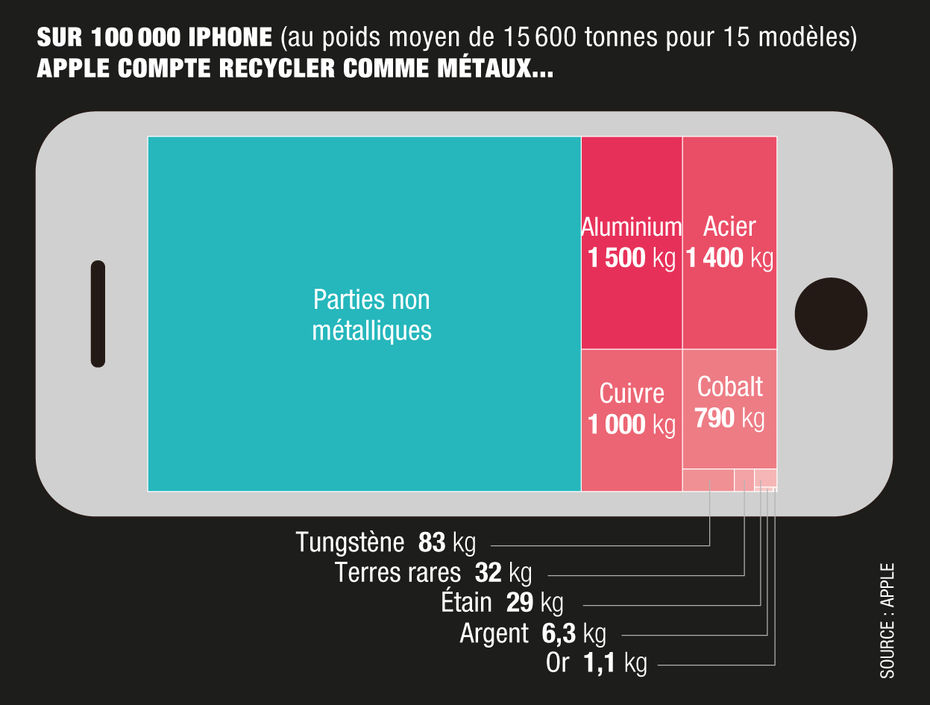 SUR 100 000 IPHONE (au poids moyen de 15 600 tonnes pour 15 modèles)
APPLE COMPTE RECYCLER COMME MÉTAUX...
Parties non
métalliques
Aluminium
1 500 kg
Acier
1 400 kg
Cuivre
1 000 kg
Cobalt
790 kg
Tungstène 83 kg
Terres rares 32 kg
Étain 29 kg
Argent 6,3 kg
Or 1,1 kg
SOURCE : APPLE